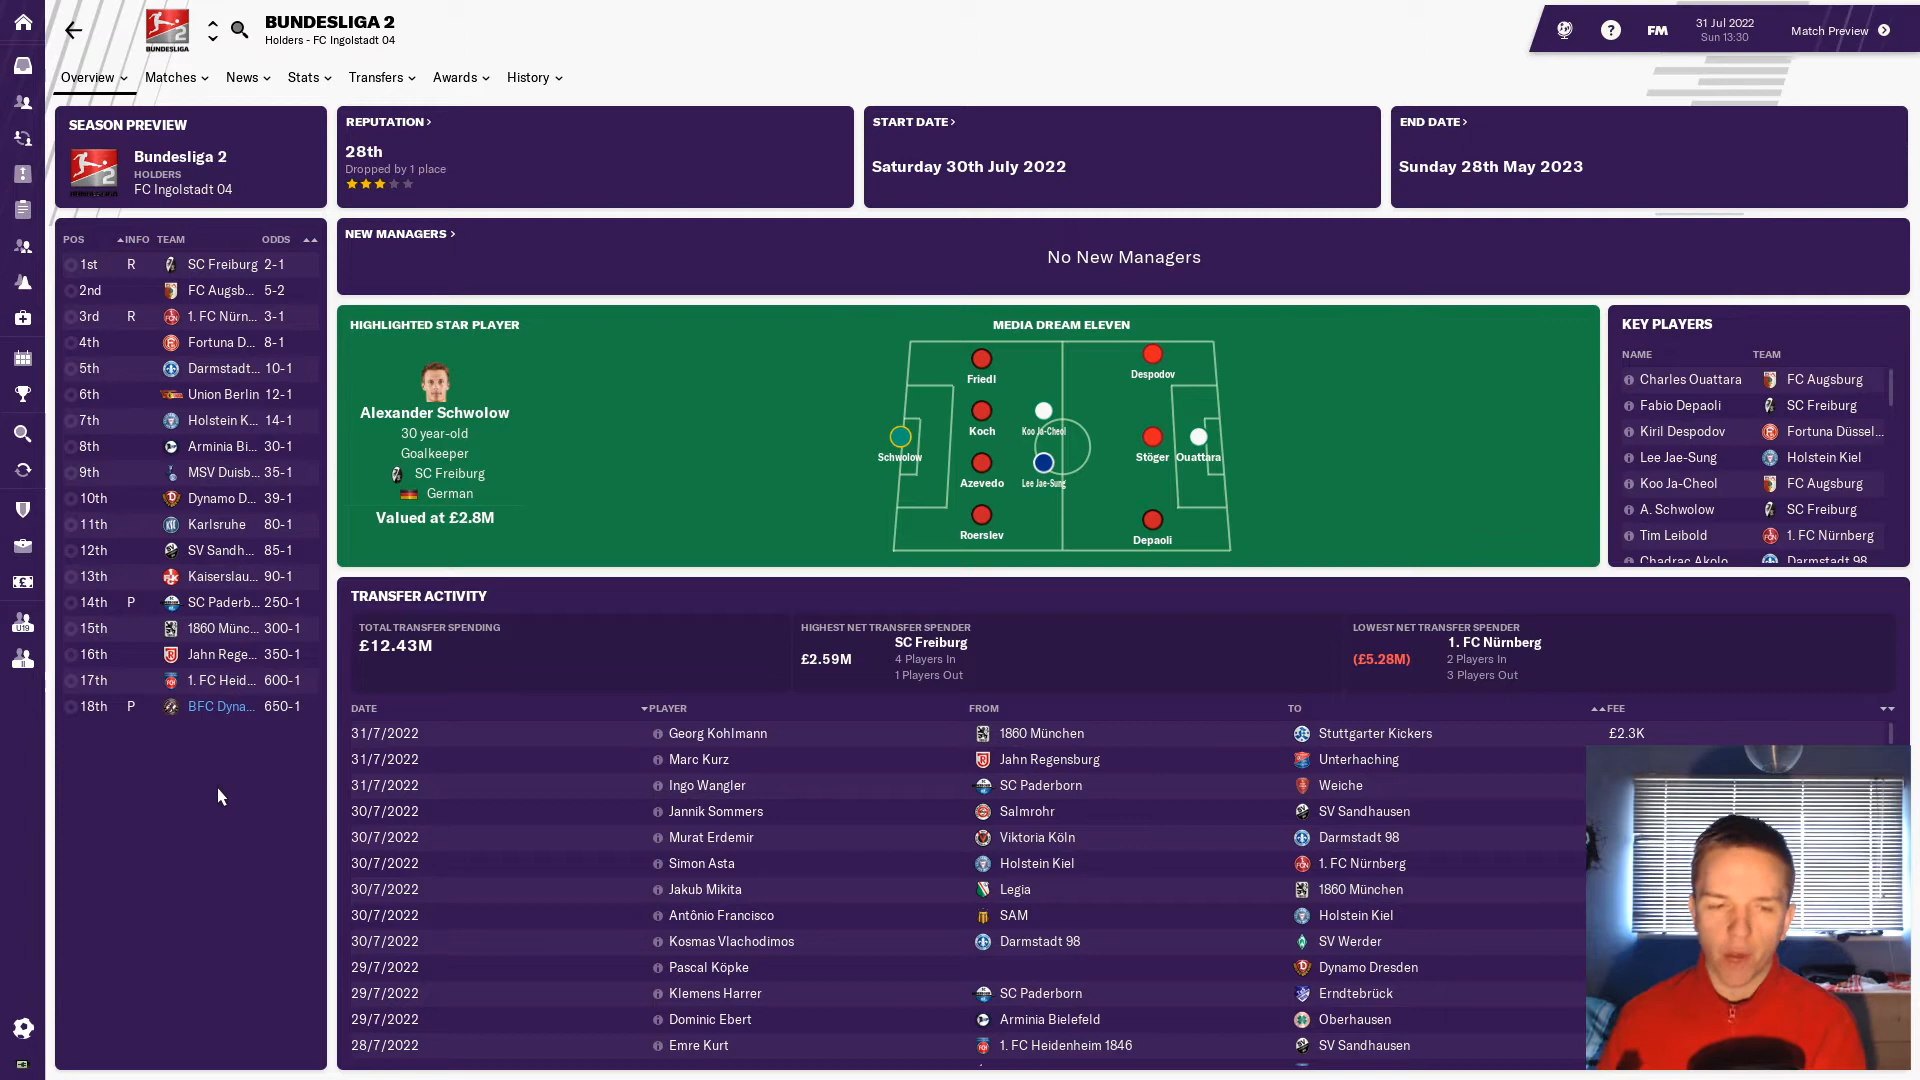 BUNDESLIGA 2
Holders - FC Ingolstadt 04
31 Jul 2022
Sun 13:30
FM
Match Preview
Overview
Matches
News
Stats
Transfers
Awards
History
SEASON PREVIEW
Bundesliga 2
HOLDERS
FC Ingolstadt 04
REPUTATION
28th
Dropped by 1 place
START DATE
Saturday 30th July 2022
END DATE
Sunday 28th May 2023
POS INFO TEAM ODDS
1st R SC Freiburg 2-1
2nd FC Augsb... 5-2
3rd R 1. FC Nürn... 3-1
4th Fortuna D... 8-1
5th Darmstadt... 10-1
6th Union Berlin 12-1
7th Holstein K... 14-1
8th Arminia Bi... 30-1
9th MSV Duisb... 35-1
10th Dynamo D... 39-1
11th Karlsruhe 80-1
12th SV Sandh... 85-1
13th Kaiserslau... 90-1
14th P SC Paderb... 250-1
15th 1860 Münc... 300-1
16th Jahn Rege... 350-1
17th 1. FC Heid... 600-1
18th P BFC Dyna... 650-1
NEW MANAGERS
No New Managers
HIGHLIGHTED STAR PLAYER
Alexander Schwolow
30 year-old
Goalkeeper
SC Freiburg
German
Valued at £2.8M
MEDIA DREAM ELEVEN
Friedl
Despodov
Koch
Koo Ja-Cheol
Schwolow
Stöger
Ouattara
Azevedo
Lee Jae-Sung
Roerslev
Depaoli
KEY PLAYERS
NAME TEAM
Charles Ouattara FC Augsburg
Fabio Depaoli SC Freiburg
Kiril Despodov Fortuna Düssel...
Lee Jae-Sung Holstein Kiel
Koo Ja-Cheol FC Augsburg
A. Schwolow SC Freiburg
Tim Leibold 1. FC Nürnberg
Chadrac Akolo Darmstadt 98
TRANSFER ACTIVITY
TOTAL TRANSFER SPENDING
£12.43M
HIGHEST NET TRANSFER SPENDER
SC Freiburg
£2.59M
4 Players In
1 Players Out
LOWEST NET TRANSFER SPENDER
1. FC Nürnberg
(£5.28M)
2 Players In
3 Players Out
DATE PLAYER FROM TO FEE
31/7/2022 Georg Kohlmann 1860 München Stuttgarter Kickers £2.3K
31/7/2022 Marc Kurz Jahn Regensburg Unterhaching
31/7/2022 Ingo Wangler SC Paderborn Weiche
30/7/2022 Jannik Sommers Salmrohr SV Sandhausen
30/7/2022 Murat Erdemir Viktoria Köln Darmstadt 98
30/7/2022 Simon Asta Holstein Kiel 1. FC Nürnberg
30/7/2022 Jakub Mikita Legia 1860 München
30/7/2022 Antônio Francisco SAM Holstein Kiel
30/7/2022 Kosmas Vlachodimos Darmstadt 98 SV Werder
29/7/2022 Pascal Köpke Dynamo Dresden
29/7/2022 Klemens Harrer SC Paderborn Erndtebrück
29/7/2022 Dominic Ebert Arminia Bielefeld Oberhausen
28/7/2022 Emre Kurt 1. FC Heidenheim 1846 SV Sandhausen